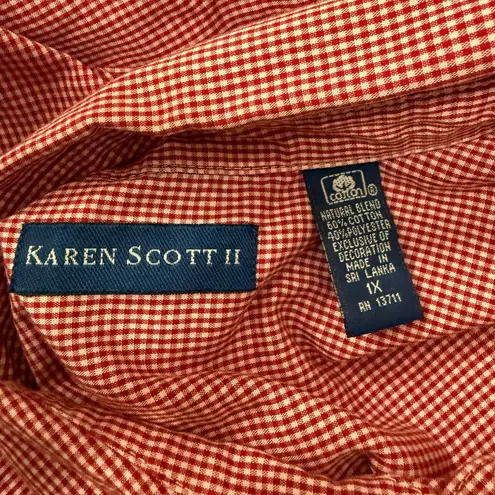 KAREN SCOTT II
cotton ®
NATURAL BLEND
60% COTTON
40% POLYESTER
EXCLUSIVE OF
DECORATION
MADE IN
SRI LANKA
1X
RN 13711